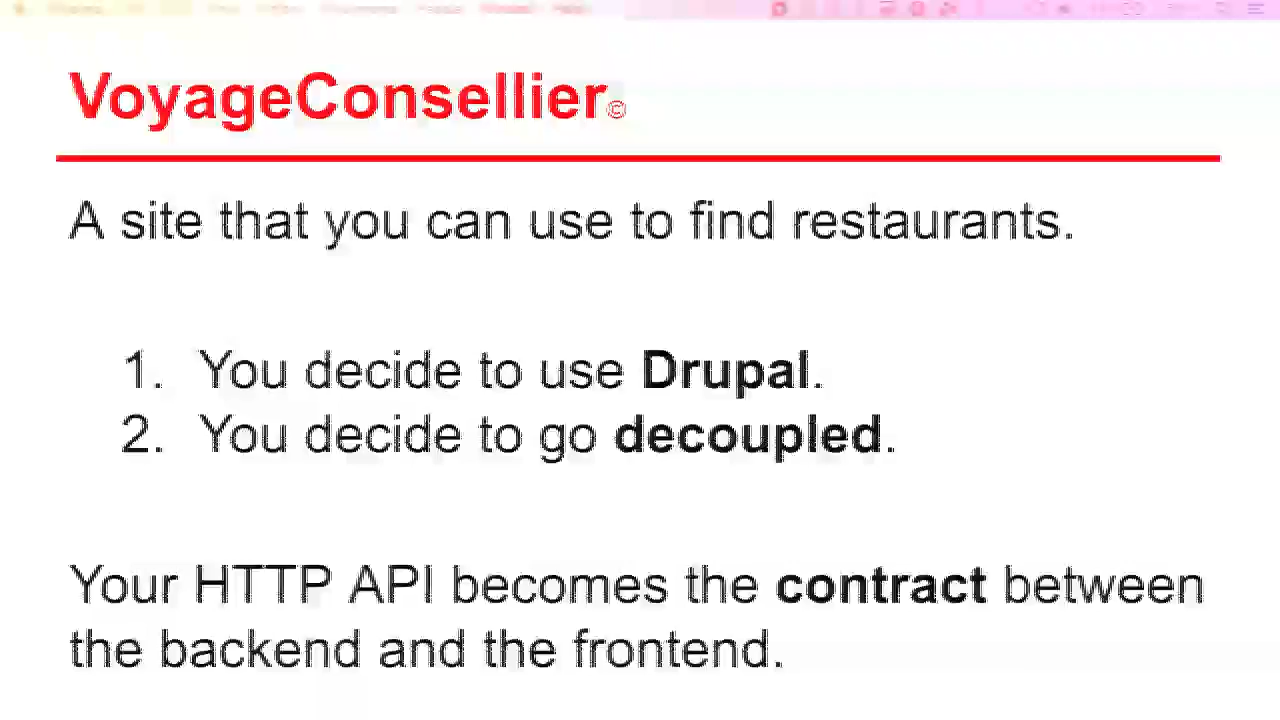 VoyageConsellier©
A site that you can use to find restaurants.
1. You decide to use Drupal.
2. You decide to go decoupled.
Your HTTP API becomes the contract between
the backend and the frontend.